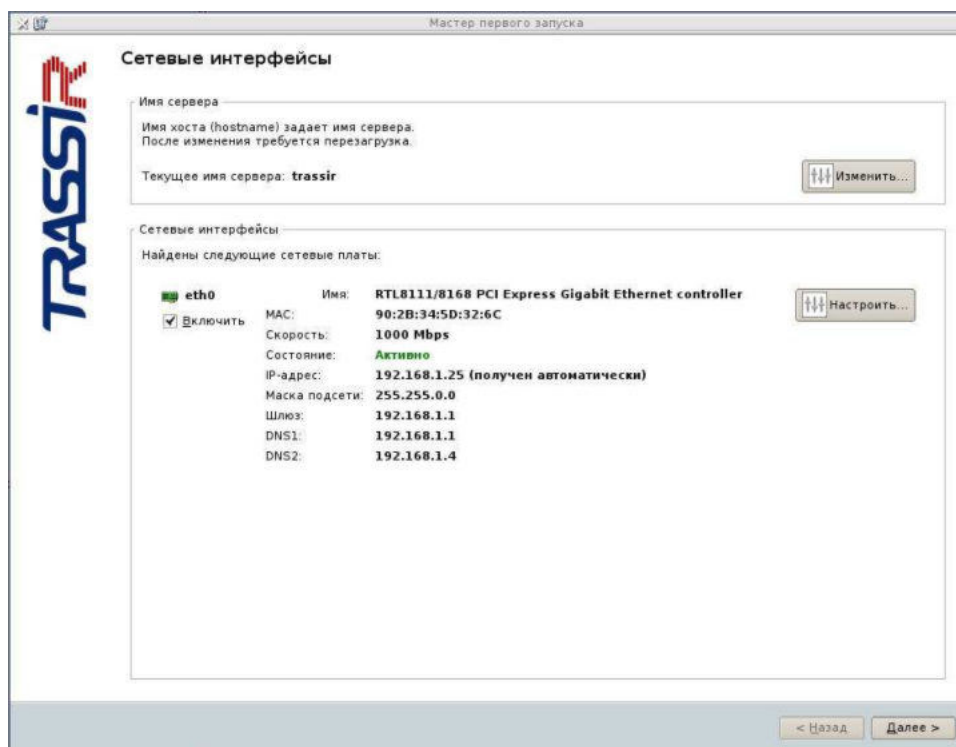 Мастер первого запуска
TRASSIR
Сетевые интерфейсы
Имя сервера
Имя хоста (hostname) задает имя сервера.
После изменения требуется перезагрузка.
Текущее имя сервера: trassir
Изменить...
Сетевые интерфейсы
Найдены следующие сетевые платы:
eth0
Включить
Имя: RTL8111/8168 PCI Express Gigabit Ethernet controller
Настроить...
MAC: 90:2B:34:5D:32:6C
Скорость: 1000 Mbps
Состояние: Активно
IP-адрес: 192.168.1.25 (получен автоматически)
Маска подсети: 255.255.0.0
Шлюз: 192.168.1.1
DNS1: 192.168.1.1
DNS2: 192.168.1.4
< Назад
Далее >